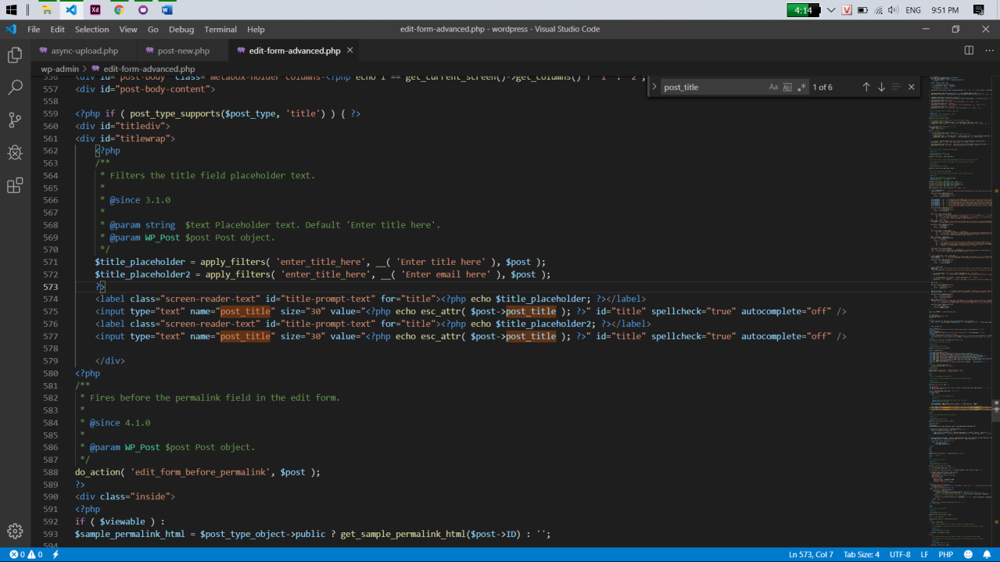 4:14
ENG
9:51 PM
File Edit Selection View Go Debug Terminal Help
edit-form-advanced.php - wordpress - Visual Studio Code
async-upload.php
post-new.php
edit-form-advanced.php
wp-admin > edit-form-advanced.php
post_title
Aa Abl .* 1 of 6
556 <div id="post-body" class="metabox-holder columns-<?php echo 1 == get_current_screen()->get_columns() ? '1' : '2';
557 <div id="post-body-content">
558
559 <?php if ( post_type_supports($post_type, 'title') ) { ?>
560 <div id="titlediv">
561 <div id="titlewrap">
562 <?php
563 /**
564 * Filters the title field placeholder text.
565 *
566 * @since 3.1.0
567 *
568 * @param string  $text Placeholder text. Default 'Enter title here'.
569 * @param WP_Post $post Post object.
570 */
571 $title_placeholder = apply_filters( 'enter_title_here', __( 'Enter title here' ), $post );
572 $title_placeholder2 = apply_filters( 'enter_title_here', __( 'Enter email here' ), $post );
573 ?>
574 <label class="screen-reader-text" id="title-prompt-text" for="title"><?php echo $title_placeholder; ?></label>
575 <input type="text" name="post_title" size="30" value="<?php echo esc_attr( $post->post_title ); ?>" id="title" spellcheck="true" autocomplete="off" />
576 <label class="screen-reader-text" id="title-prompt-text" for="title"><?php echo $title_placeholder2; ?></label>
577 <input type="text" name="post_title" size="30" value="<?php echo esc_attr( $post->post_title ); ?>" id="title" spellcheck="true" autocomplete="off" />
578
579 </div>
580 <?php
581 /**
582 * Fires before the permalink field in the edit form.
583 *
584 * @since 4.1.0
585 *
586 * @param WP_Post $post Post object.
587 */
588 do_action( 'edit_form_before_permalink', $post );
589 ?>
590 <div class="inside">
591 <?php
592 if ( $viewable ) :
593 $sample_permalink_html = $post_type_object->public ? get_sample_permalink_html($post->ID) : '';
594
0 0
Ln 573, Col 7 Tab Size: 4 UTF-8 LF PHP